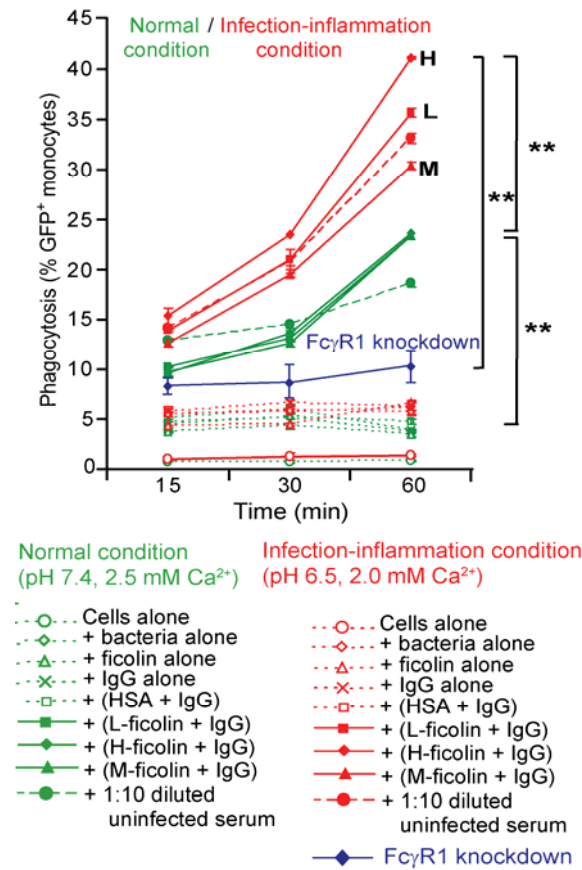 Normal / Infection-inflammation
condition condition
Phagocytosis (% GFP⁺ monocytes)
45
40
35
30
25
20
15
10
5
0
H
L
M
**
**
**
FcγR1 knockdown
15 30 60
Time (min)
Normal condition
(pH 7.4, 2.5 mM Ca²⁺)
Cells alone
+ bacteria alone
+ ficolin alone
+ IgG alone
+ (HSA + IgG)
+ (L-ficolin + IgG)
+ (H-ficolin + IgG)
+ (M-ficolin + IgG)
+ 1:10 diluted
uninfected serum
Infection-inflammation condition
(pH 6.5, 2.0 mM Ca²⁺)
Cells alone
+ bacteria alone
+ ficolin alone
+ IgG alone
+ (HSA + IgG)
+ (L-ficolin + IgG)
+ (H-ficolin + IgG)
+ (M-ficolin + IgG)
+ 1:10 diluted
uninfected serum
FcγR1 knockdown